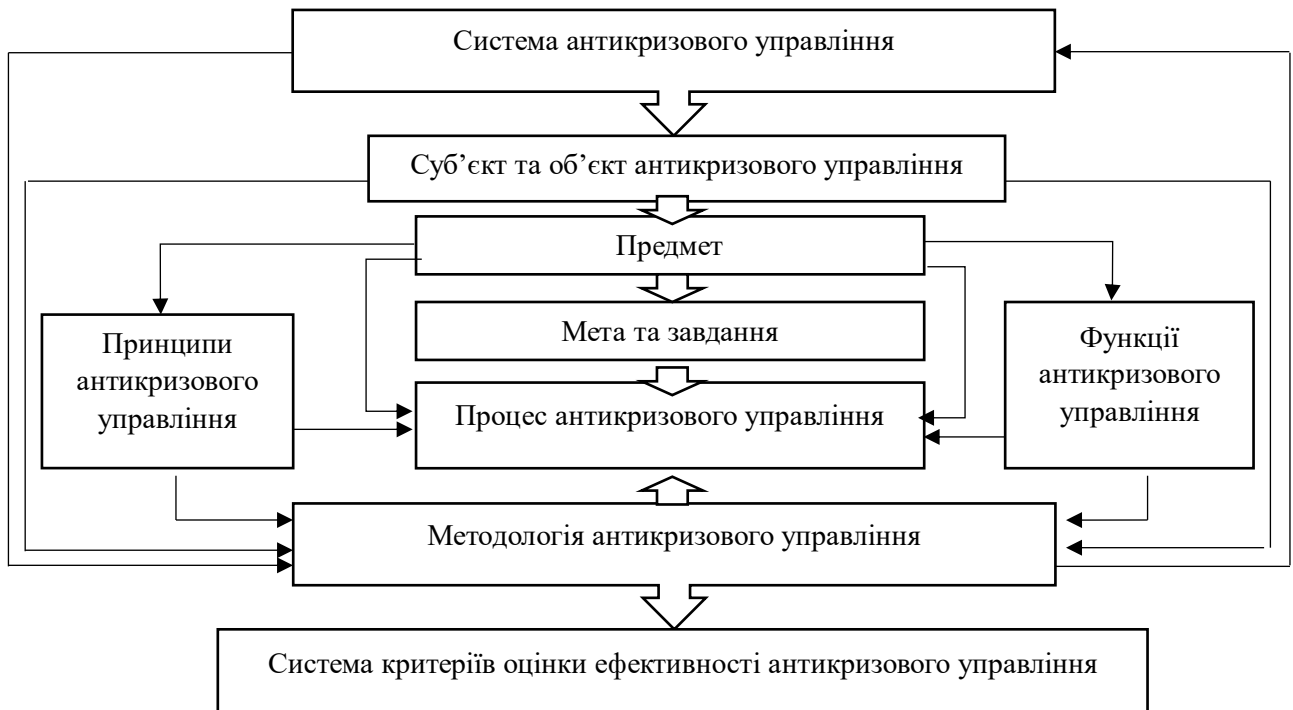 Система антикризового управління
Суб’єкт та об’єкт антикризового управління
Предмет
Мета та завдання
Принципи
антикризового
управління
Функції
антикризового
управління
Процес антикризового управління
Методологія антикризового управління
Система критеріїв оцінки ефективності антикризового управління